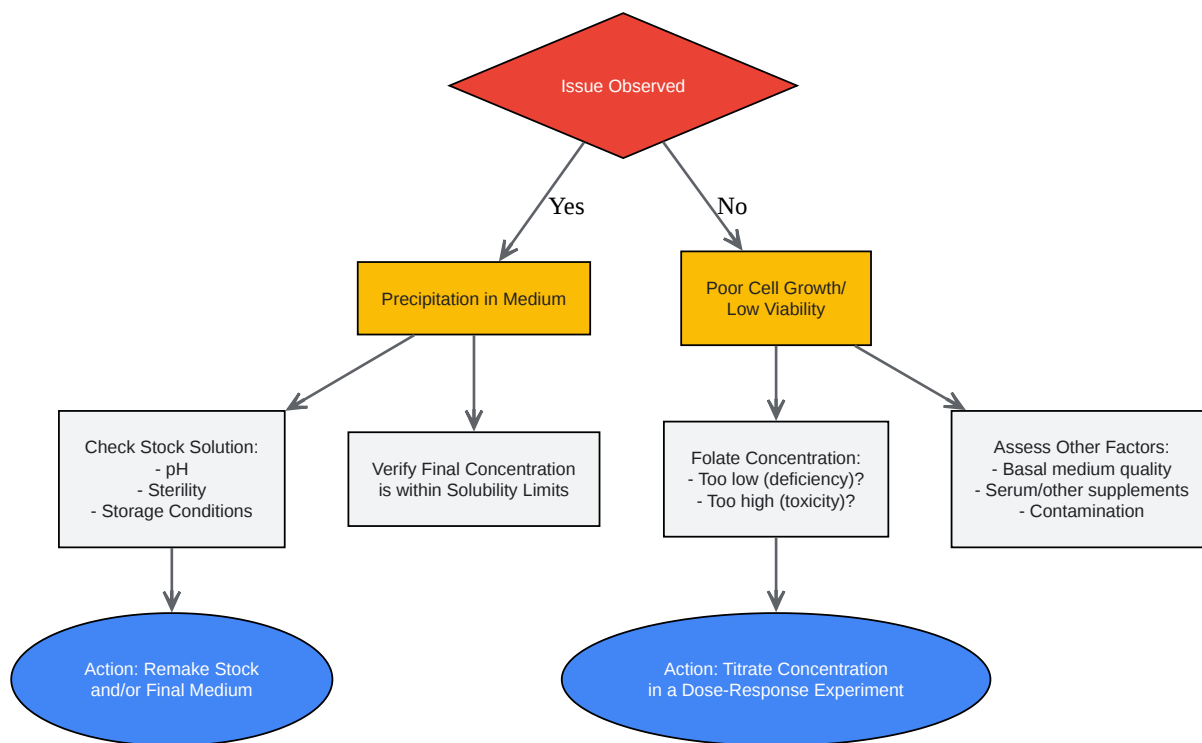 Issue Observed
Yes
No
Precipitation in Medium
Poor Cell Growth/
Low Viability
Check Stock Solution:
- pH
- Sterility
- Storage Conditions
Verify Final Concentration
is within Solubility Limits
Folate Concentration:
- Too low (deficiency)?
- Too high (toxicity)?
Assess Other Factors:
- Basal medium quality
- Serum/other supplements
- Contamination
Action: Remake Stock
and/or Final Medium
Action: Titrate Concentration
in a Dose-Response Experiment